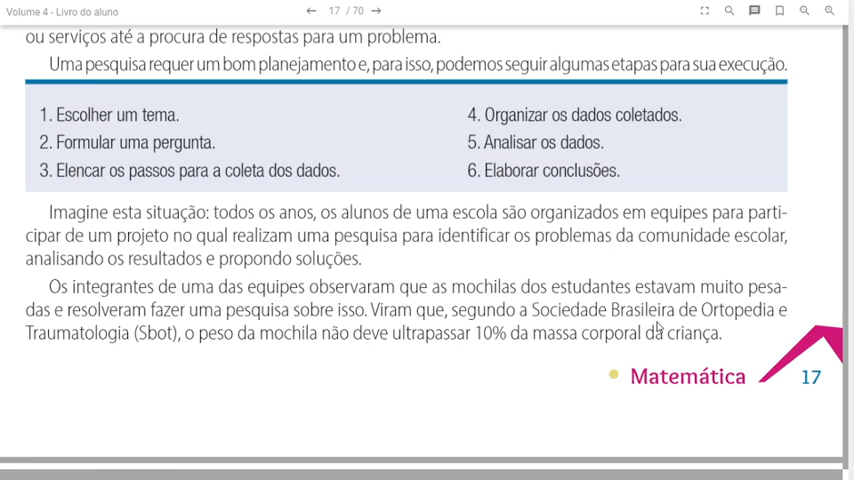 Volume 4 - Livro do aluno
17 / 70
ou serviços até a procura de respostas para um problema.
Uma pesquisa requer um bom planejamento e, para isso, podemos seguir algumas etapas para sua execução.
1. Escolher um tema.
2. Formular uma pergunta.
3. Elencar os passos para a coleta dos dados.
4. Organizar os dados coletados.
5. Analisar os dados.
6. Elaborar conclusões.
Imagine esta situação: todos os anos, os alunos de uma escola são organizados em equipes para parti-
cipar de um projeto no qual realizam uma pesquisa para identificar os problemas da comunidade escolar,
analisando os resultados e propondo soluções.
Os integrantes de uma das equipes observaram que as mochilas dos estudantes estavam muito pesa-
das e resolveram fazer uma pesquisa sobre isso. Viram que, segundo a Sociedade Brasileira de Ortopedia e
Traumatologia (Sbot), o peso da mochila não deve ultrapassar 10% da massa corporal da criança.
Matemática
17